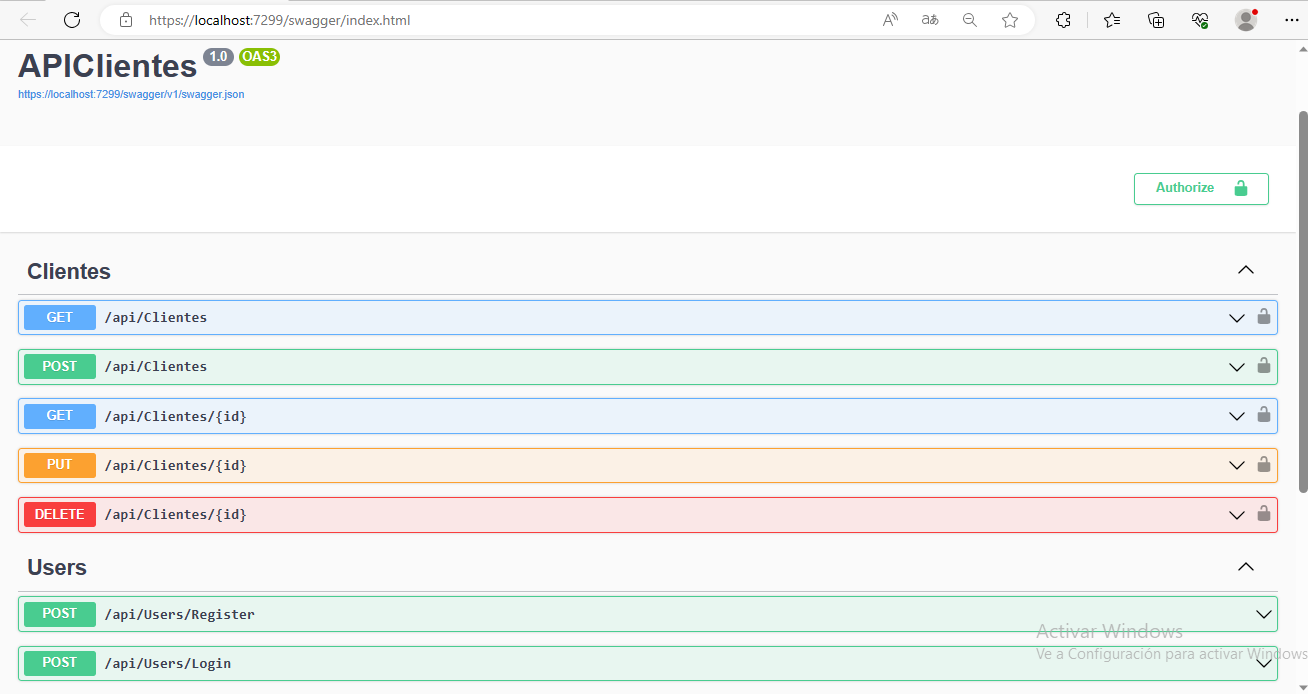 https://localhost:7299/swagger/index.html
APIClientes 1.0 OAS3
https://localhost:7299/swagger/v1/swagger.json
Authorize
Clientes
GET /api/Clientes
POST /api/Clientes
GET /api/Clientes/{id}
PUT /api/Clientes/{id}
DELETE /api/Clientes/{id}
Users
POST /api/Users/Register
Activar Windows
Ve a Configuración para activar Windows
POST /api/Users/Login